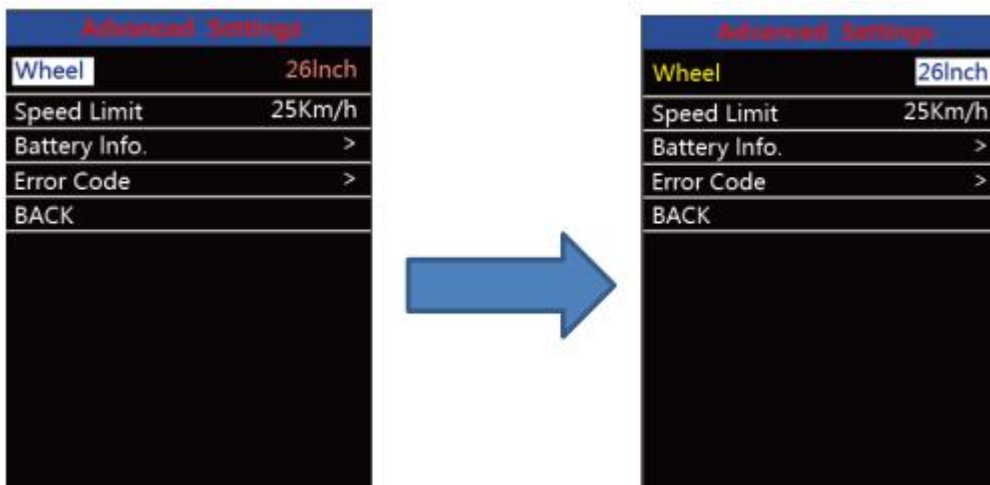 Advanced Settings
Wheel 26Inch
Speed Limit 25Km/h
Battery Info. >
Error Code >
BACK
Advanced Settings
Wheel 26Inch
Speed Limit 25Km/h
Battery Info. >
Error Code >
BACK